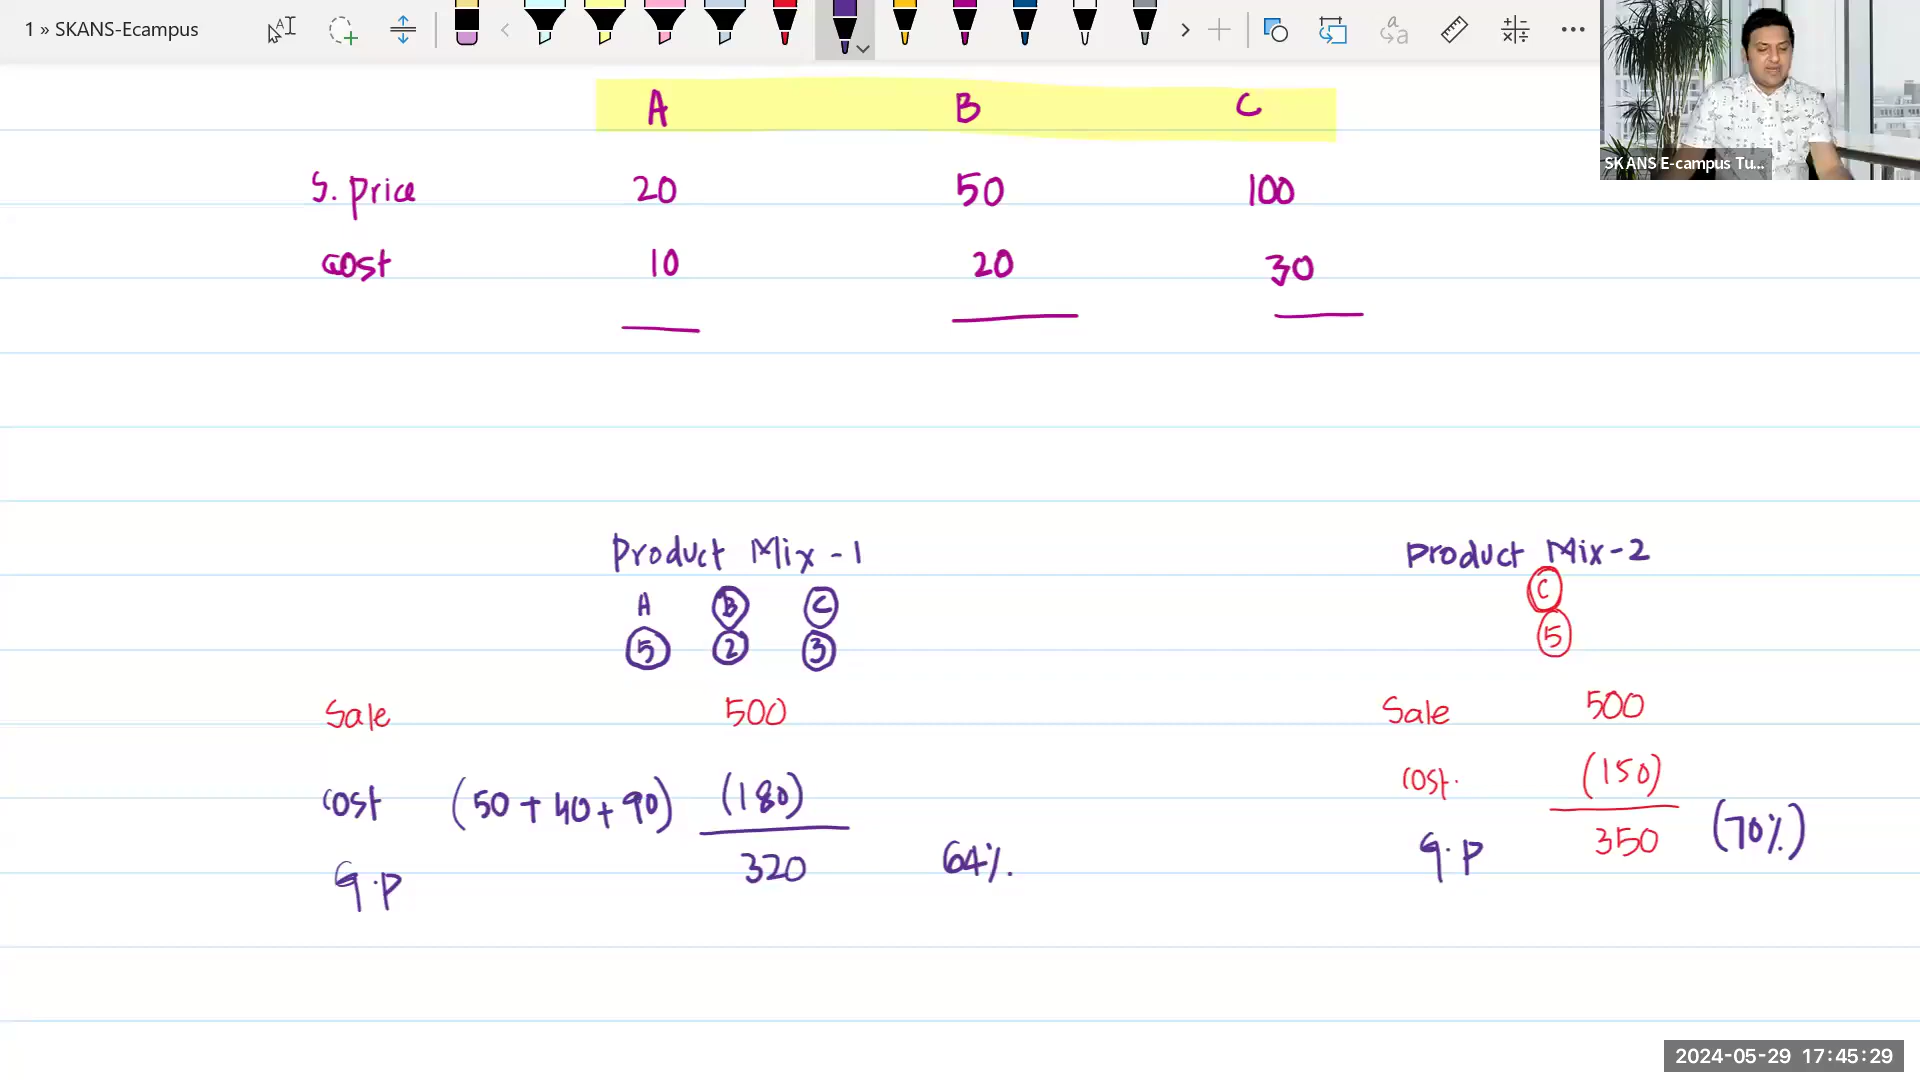 1 » SKANS-Ecampus
SKANS E-campus Tu...
A B C
S. Price 20 50 100
Cost 10 20 30
Product Mix - 1
A B C
5 2 3
Sale 500
Cost (50 + 40 + 90) (180)
G.P 320 64%.
Product Mix-2
C
5
Sale 500
Cost. (150)
G.P 350 (70%)
2024-05-29 17:45:29